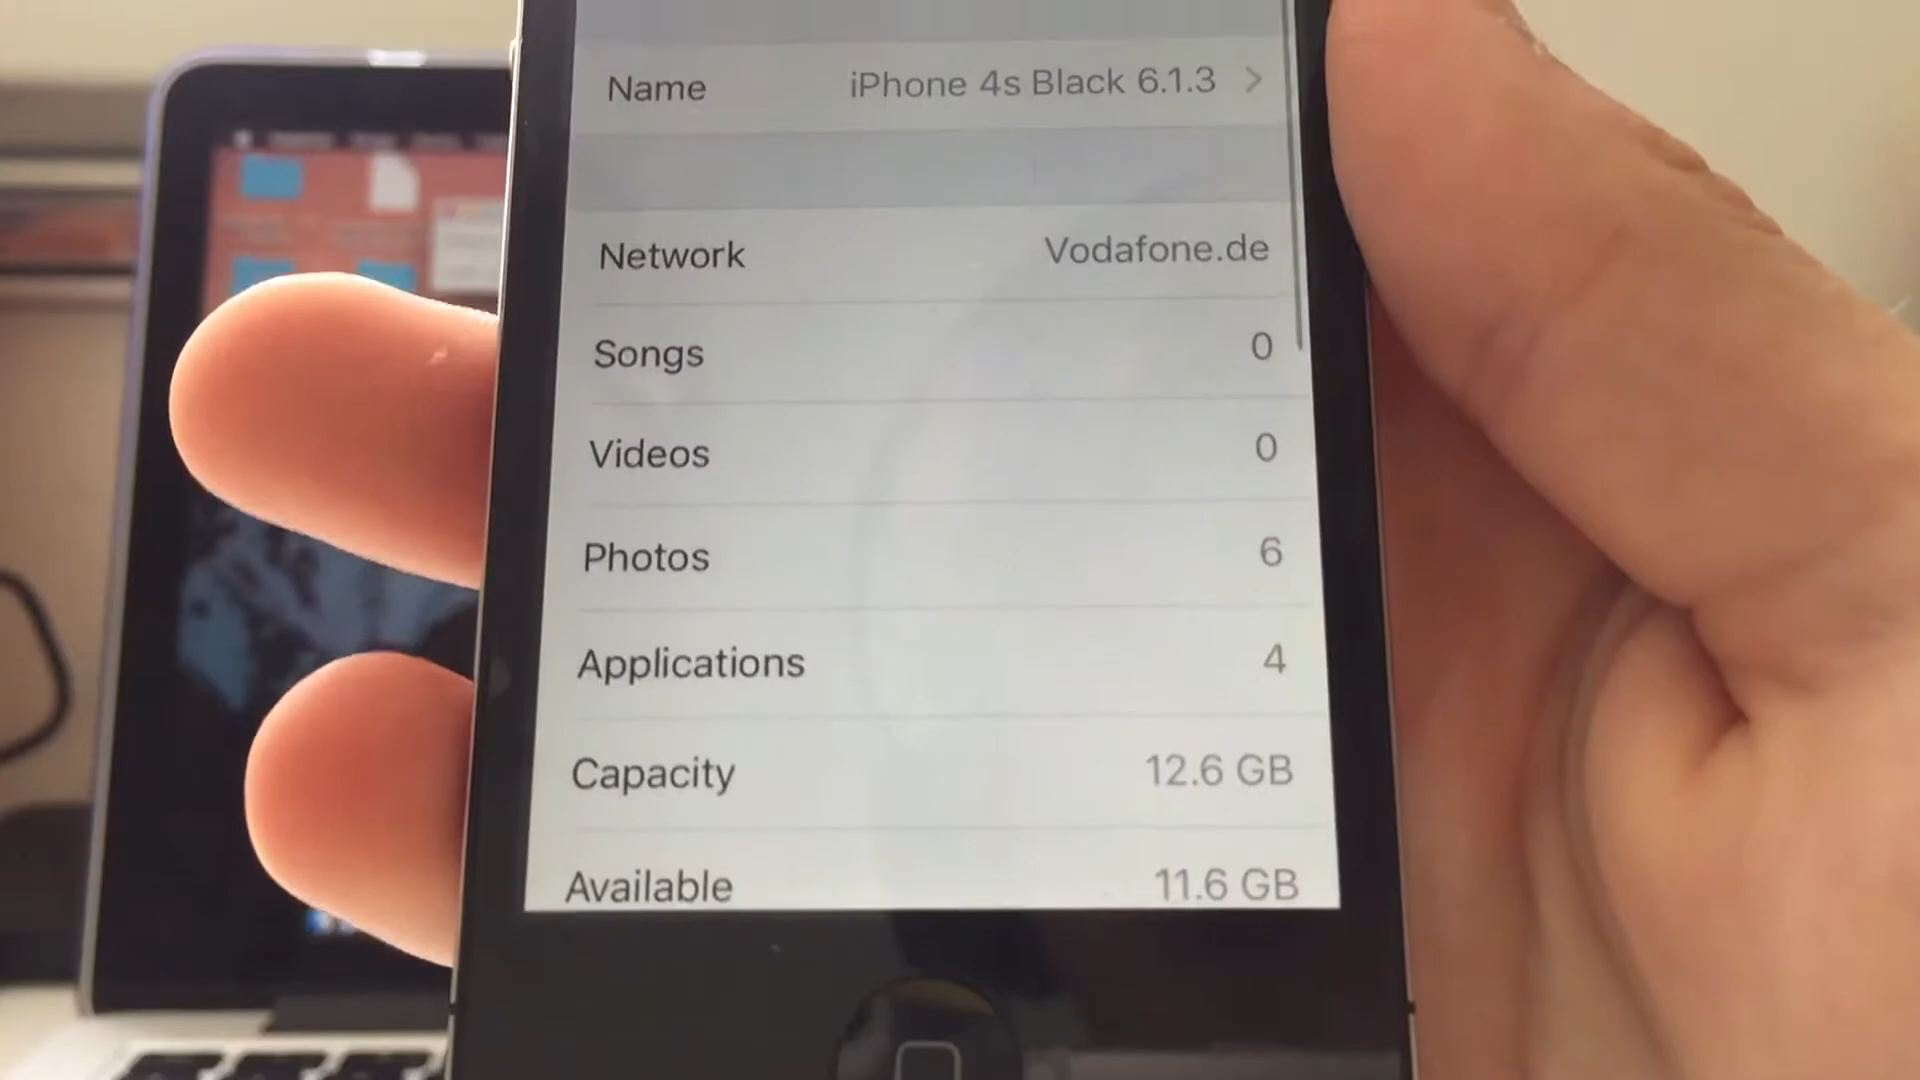 Name iPhone 4s Black 6.1.3
Network Vodafone.de
Songs 0
Videos 0
Photos 6
Applications 4
Capacity 12.6 GB
Available 11.6 GB